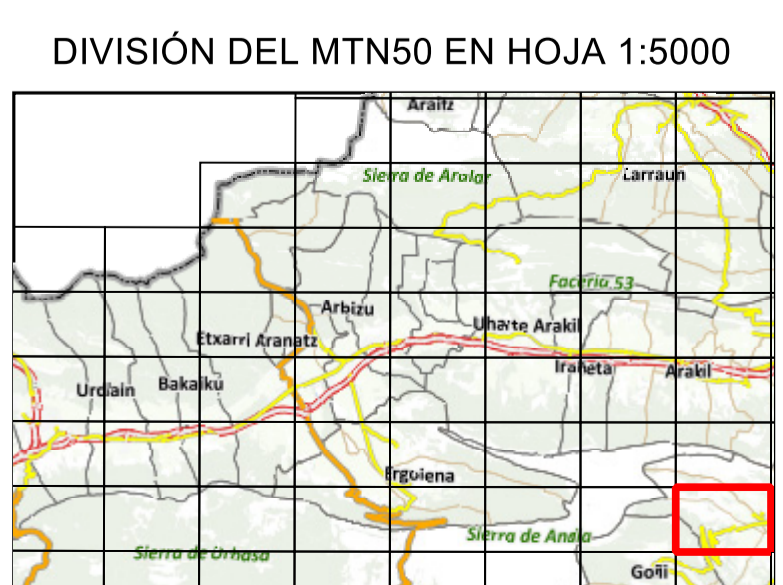 DIVISIÓN DEL MTN50 EN HOJA 1:5000
Araitz
Sierra de Aralar
Larraun
Facería 53
Arbizu
Uharte Arakil
Etxarri Aranatz
Irañeta
Arakil
Urdiain
Bakaiku
Ergoiena
Sierra de Andia
Sierra de Urbasa
Goñi